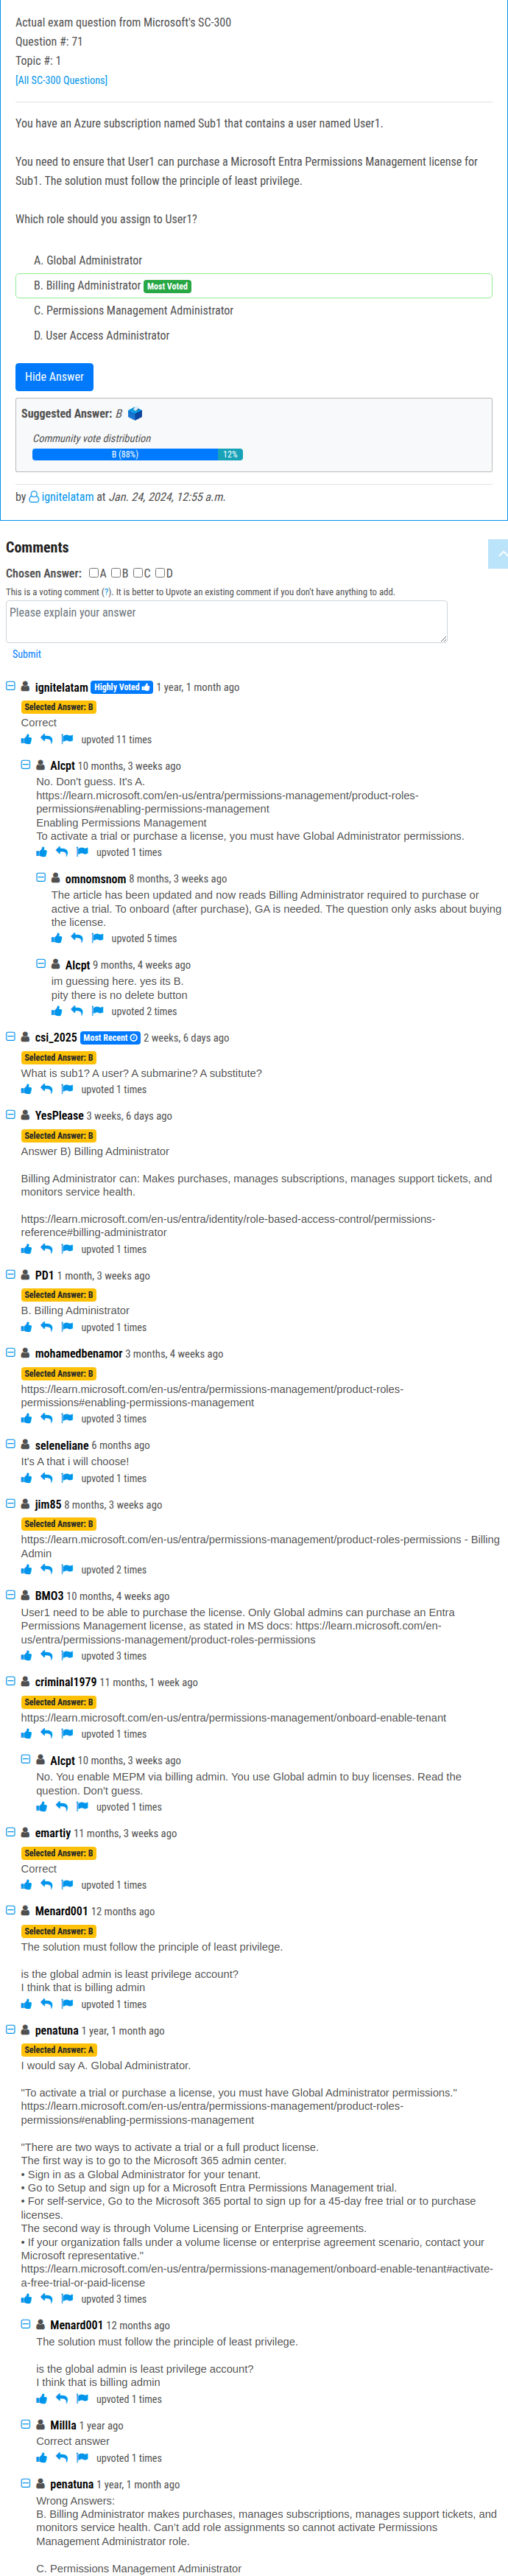 Actual exam question from Microsoft's SC-300
Question #: 71
Topic #: 1
[All SC-300 Questions]
You have an Azure subscription named Sub1 that contains a user named User1.
You need to ensure that User1 can purchase a Microsoft Entra Permissions Management license for
Sub1. The solution must follow the principle of least privilege.
Which role should you assign to User1?
A. Global Administrator
B. Billing Administrator Most Voted
C. Permissions Management Administrator
D. User Access Administrator
Hide Answer
Suggested Answer: B
Community vote distribution
B (88%) 12%
by ignitelatam at Jan. 24, 2024, 12:55 a.m.
Comments
Chosen Answer: A B C D
This is a voting comment (?). It is better to Upvote an existing comment if you don't have anything to add.
Please explain your answer
Submit
ignitelatam Highly Voted 1 year, 1 month ago
Selected Answer: B
Correct
upvoted 11 times
Alcpt 10 months, 3 weeks ago
No. Don't guess. It's A.
https://learn.microsoft.com/en-us/entra/permissions-management/product-roles-
permissions#enabling-permissions-management
Enabling Permissions Management
To activate a trial or purchase a license, you must have Global Administrator permissions.
upvoted 1 times
omnomsnom 8 months, 3 weeks ago
The article has been updated and now reads Billing Administrator required to purchase or
active a trial. To onboard (after purchase), GA is needed. The question only asks about buying
the license.
upvoted 5 times
Alcpt 9 months, 4 weeks ago
im guessing here. yes its B.
pity there is no delete button
upvoted 2 times
csi_2025 Most Recent 2 weeks, 6 days ago
Selected Answer: B
What is sub1? A user? A submarine? A substitute?
upvoted 1 times
YesPlease 3 weeks, 6 days ago
Selected Answer: B
Answer B) Billing Administrator
Billing Administrator can: Makes purchases, manages subscriptions, manages support tickets, and
monitors service health.
https://learn.microsoft.com/en-us/entra/identity/role-based-access-control/permissions-
reference#billing-administrator
upvoted 1 times
PD1 1 month, 3 weeks ago
Selected Answer: B
B. Billing Administrator
upvoted 1 times
mohamedbenamor 3 months, 4 weeks ago
Selected Answer: B
https://learn.microsoft.com/en-us/entra/permissions-management/product-roles-
permissions#enabling-permissions-management
upvoted 3 times
seleneliane 6 months ago
It's A that i will choose!
upvoted 1 times
jim85 8 months, 3 weeks ago
Selected Answer: B
https://learn.microsoft.com/en-us/entra/permissions-management/product-roles-permissions - Billing
Admin
upvoted 2 times
BMO3 10 months, 4 weeks ago
User1 need to be able to purchase the license. Only Global admins can purchase an Entra
Permissions Management license, as stated in MS docs: https://learn.microsoft.com/en-
us/entra/permissions-management/product-roles-permissions
upvoted 3 times
criminal1979 11 months, 1 week ago
Selected Answer: B
https://learn.microsoft.com/en-us/entra/permissions-management/onboard-enable-tenant
upvoted 1 times
Alcpt 10 months, 3 weeks ago
No. You enable MEPM via billing admin. You use Global admin to buy licenses. Read the
question. Don't guess.
upvoted 1 times
emartiy 11 months, 3 weeks ago
Selected Answer: B
Correct
upvoted 1 times
Menard001 12 months ago
Selected Answer: B
The solution must follow the principle of least privilege.
is the global admin is least privilege account?
I think that is billing admin
upvoted 1 times
penatuna 1 year, 1 month ago
Selected Answer: A
I would say A. Global Administrator.
"To activate a trial or purchase a license, you must have Global Administrator permissions."
https://learn.microsoft.com/en-us/entra/permissions-management/product-roles-
permissions#enabling-permissions-management
"There are two ways to activate a trial or a full product license.
The first way is to go to the Microsoft 365 admin center.
• Sign in as a Global Administrator for your tenant.
• Go to Setup and sign up for a Microsoft Entra Permissions Management trial.
• For self-service, Go to the Microsoft 365 portal to sign up for a 45-day free trial or to purchase
licenses.
The second way is through Volume Licensing or Enterprise agreements.
• If your organization falls under a volume license or enterprise agreement scenario, contact your
Microsoft representative."
https://learn.microsoft.com/en-us/entra/permissions-management/onboard-enable-tenant#activate-
a-free-trial-or-paid-license
upvoted 3 times
Menard001 12 months ago
The solution must follow the principle of least privilege.
is the global admin is least privilege account?
I think that is billing admin
upvoted 1 times
Millla 1 year ago
Correct answer
upvoted 1 times
penatuna 1 year, 1 month ago
Wrong Answers:
B. Billing Administrator makes purchases, manages subscriptions, manages support tickets, and
monitors service health. Can't add role assignments so cannot activate Permissions
Management Administrator role.
C. Permissions Management Administrator